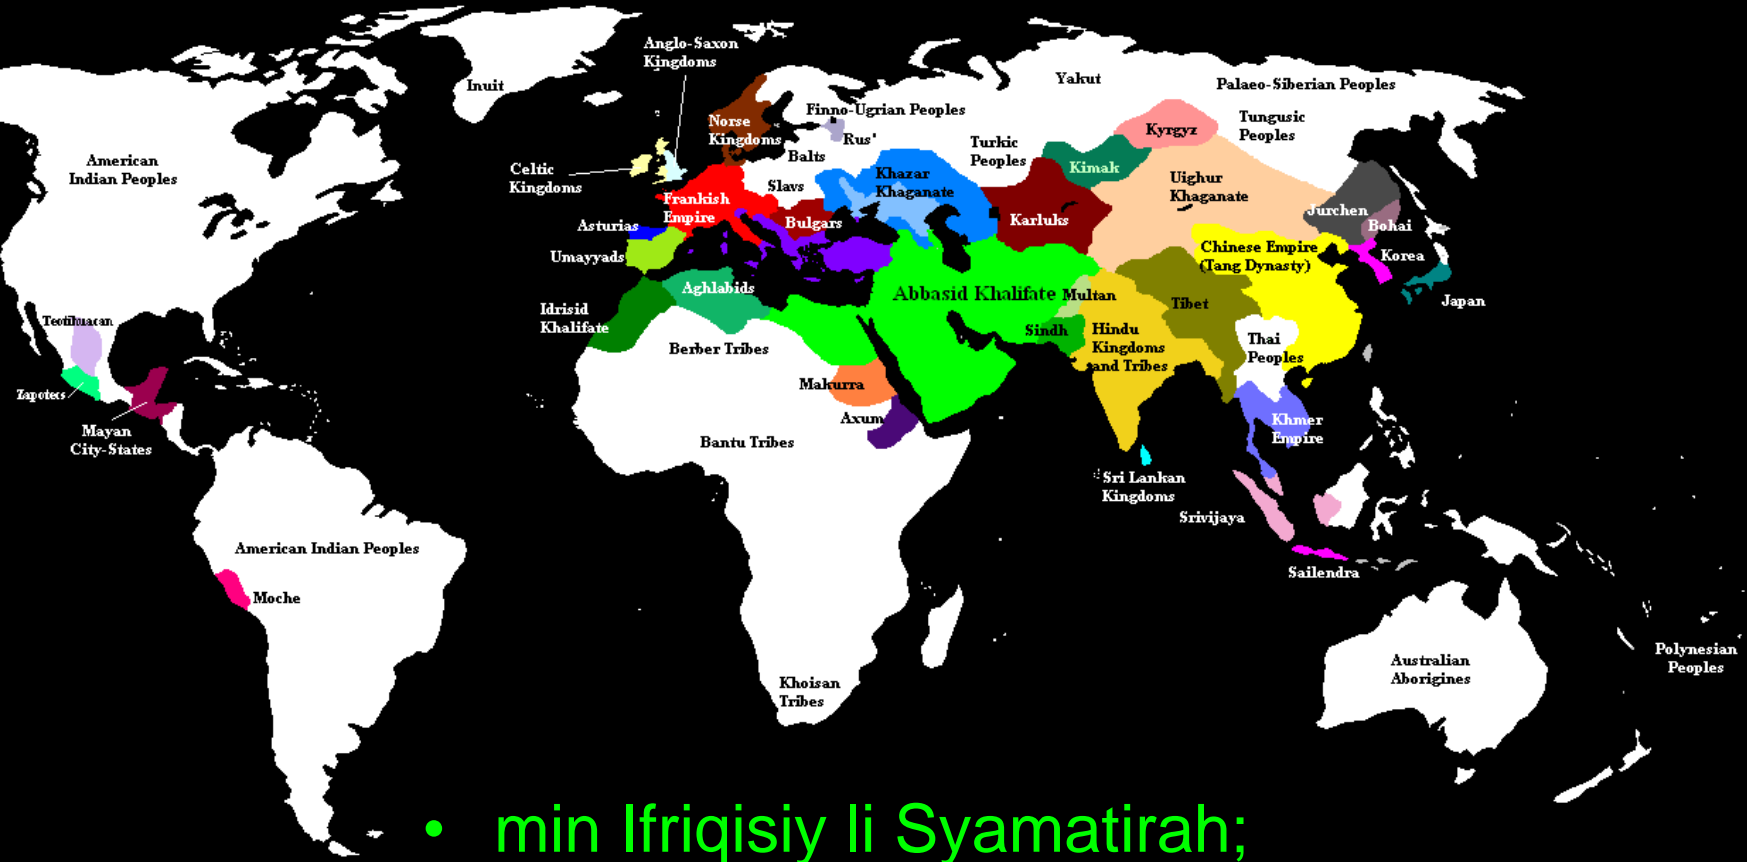 Anglo-Saxon
Kingdoms
Inuit
Yakut
Palaeo-Siberian Peoples
Finno-Ugrian Peoples
Norse
Kingdoms
Rus'
Kyrgyz
Tungusic
Peoples
Turkic
Peoples
American
Indian Peoples
Balts
Celtic
Kingdoms
Kimak
Slavs
Khazar
Khaganate
Uighur
Khaganate
Frankish
Empire
Asturias
Bulgars
Karluks
Jurchen
Bohai
Umayyads
Chinese Empire
(Tang Dynasty)
Korea
Aghlabids
Abbasid Khalifate
Multan
Tibet
Japan
Idrisid
Khalifate
Teotihuacan
Sindh
Hindu
Kingdoms
and Tribes
Thai
Peoples
Berber Tribes
Makurra
Zapotecs
Axum
Mayan
City-States
Bantu Tribes
Khmer
Empire
Sri Lankan
Kingdoms
Srivijaya
American Indian Peoples
Sailendra
Moche
Polynesian
Peoples
Australian
Aborigines
Khoisan
Tribes
• min Ifriqisiy li Syamatirah;